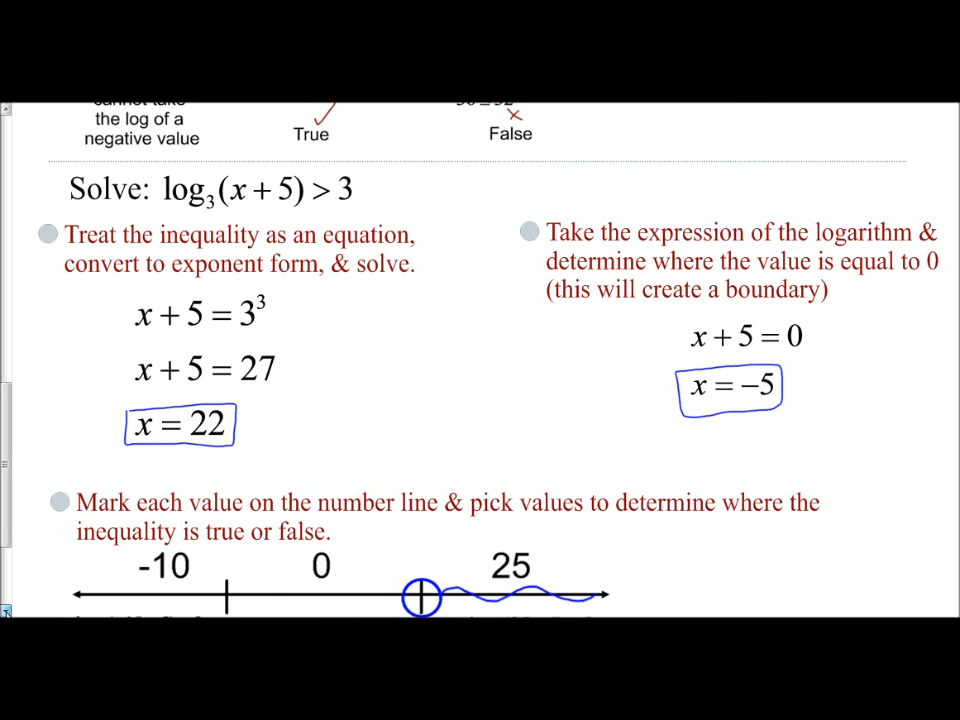 cannot take
the log of a
negative value
True
False
Solve: log₃(x + 5) > 3
Treat the inequality as an equation,
convert to exponent form, & solve.
x + 5 = 3³
x + 5 = 27
x = 22
Take the expression of the logarithm &
determine where the value is equal to 0
(this will create a boundary)
x + 5 = 0
x = −5
Mark each value on the number line & pick values to determine where the
inequality is true or false.
-10 0 25